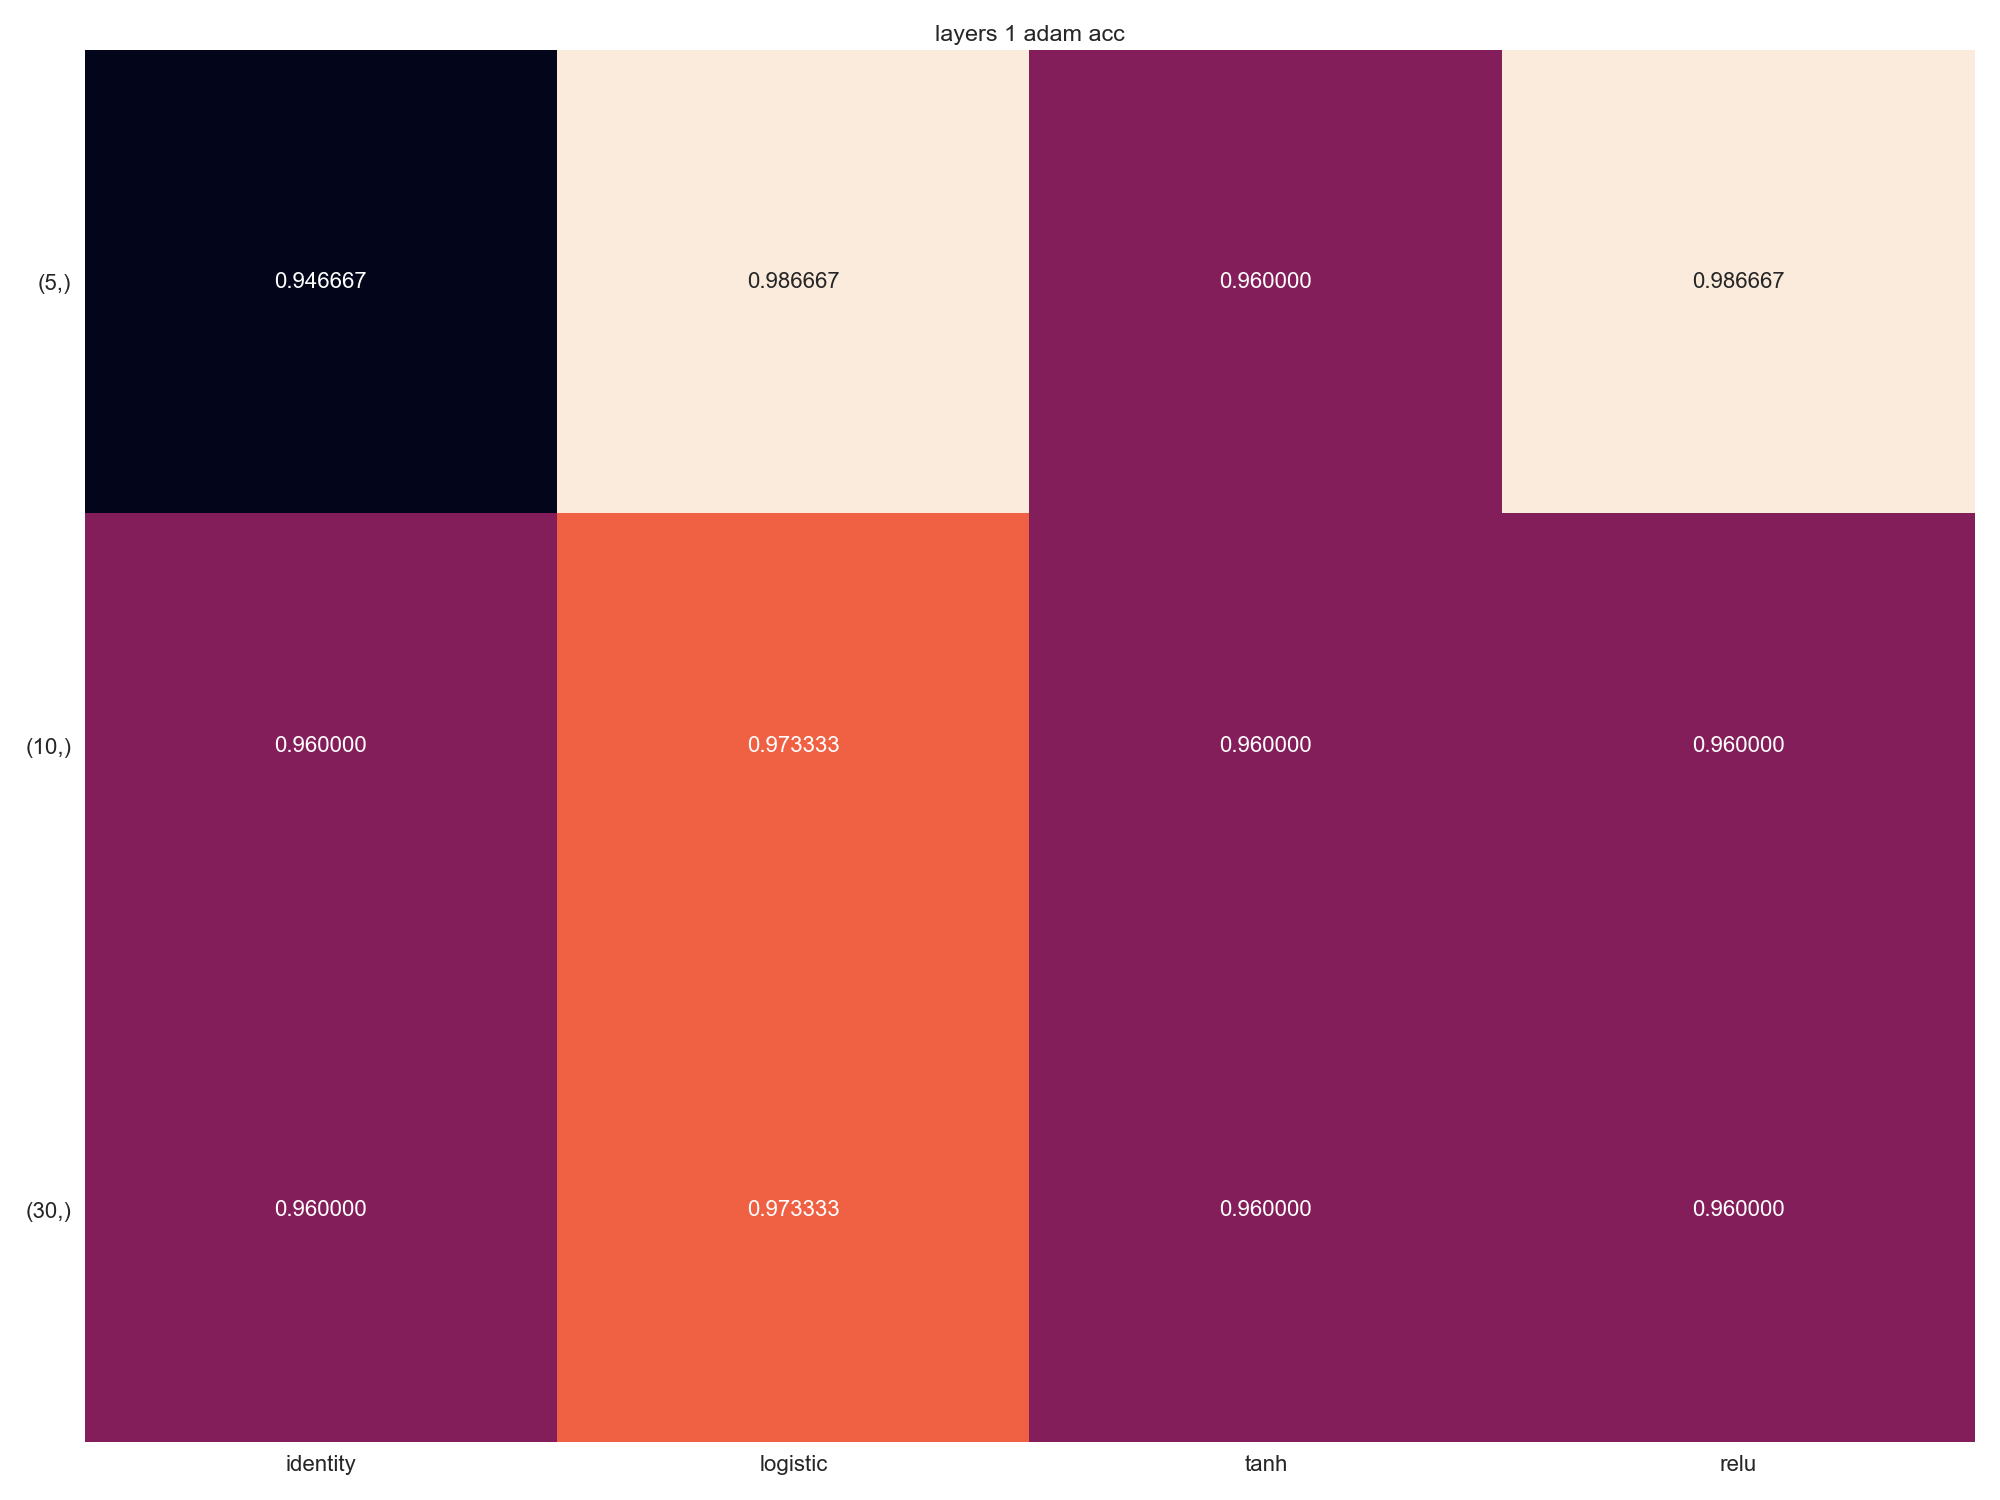 layers 1 adam acc
(5,) 0.946667 0.986667 0.960000 0.986667
(10,) 0.960000 0.973333 0.960000 0.960000
(30,) 0.960000 0.973333 0.960000 0.960000
identity logistic tanh relu